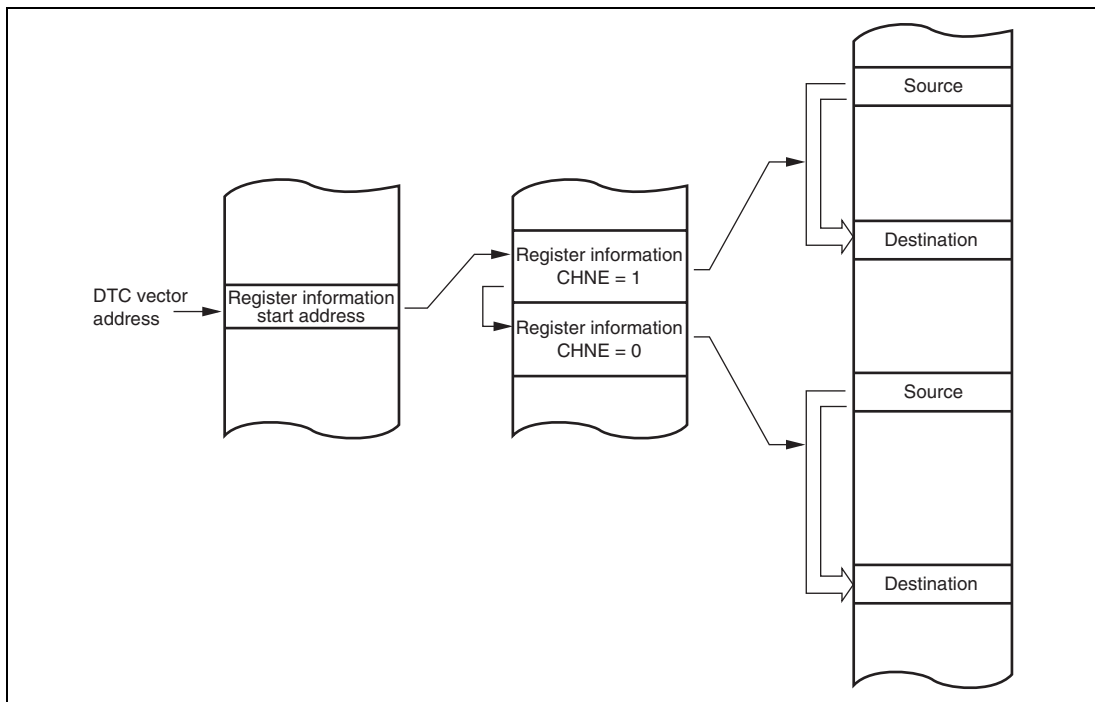 DTC vector
address
Register information
start address
Register information
CHNE = 1
Register information
CHNE = 0
Source
Destination
Source
Destination